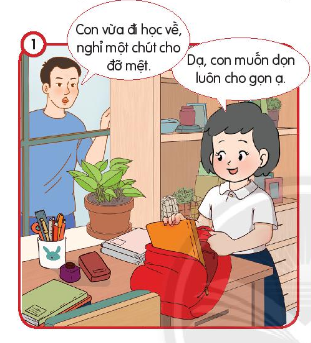 1
Con vừa đi học về,
nghỉ một chút cho
đỡ mệt.
Dạ, con muốn dọn
luôn cho gọn ạ.